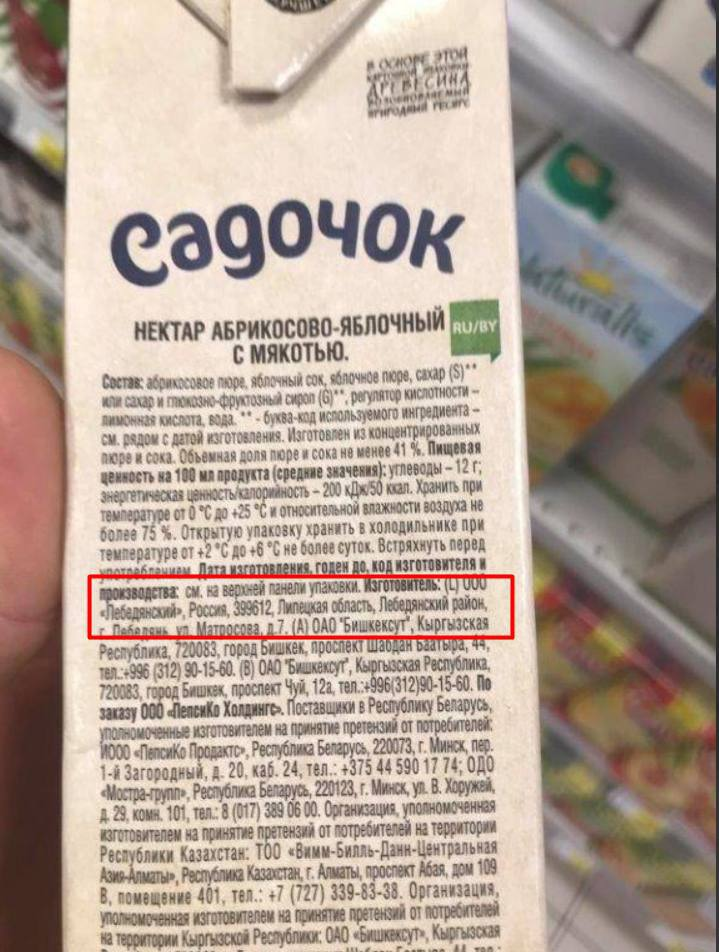 В ОСНОВЕ ЭТОЙ
КАРТОННОЙ УПАКОВКИ
ДРЕВЕСИНА
ВОЗОБНОВЛЯЕМЫЙ
ПРИРОДНЫЙ РЕСУРС
Садочок
НЕКТАР АБРИКОСОВО-ЯБЛОЧНЫЙ
С МЯКОТЬЮ.
RU/BY
Состав: абрикосовое пюре, яблочный сок, яблочное пюре, сахар (S)**
или сахар и глюкозно-фруктозный сироп (G)**, регулятор кислотности –
лимонная кислота, вода. ** - буква-код используемого ингредиента –
см. рядом с датой изготовления. Изготовлен из концентрированных
пюре и сока. Объемная доля пюре и сока не менее 41 %. Пищевая
ценность на 100 мл продукта (средние значения): углеводы – 12 г;
энергетическая ценность/калорийность – 200 кДж/50 ккал. Хранить при
температуре от 0 °С до +25 °С и относительной влажности воздуха не
более 75 %. Открытую упаковку хранить в холодильнике при
температуре от +2 °С до +6 °С не более суток. Встряхнуть перед
употреблением. Дата изготовления, годен до, код изготовителя и
производства: см. на верхней панели упаковки. Изготовитель: (L) ООО
«Лебедянский», Россия, 399612, Липецкая область, Лебедянский район,
г. Лебедянь, ул. Матросова, д.7. (А) ОАО "Бишкексут", Кыргызская
Республика, 720083, город Бишкек, проспект Шабдан Баатыра, 44,
тел.:+996 (312) 90-15-60. (В) ОАО "Бишкексут", Кыргызская Республика,
720083, город Бишкек, проспект Чуй, 12а, тел.:+996(312)90-15-60. По
заказу ООО «ПепсиКо Холдингс». Поставщики в Республику Беларусь,
уполномоченные изготовителем на принятие претензий от потребителей:
ИООО «ПепсиКо Продактс», Республика Беларусь, 220073, г. Минск, пер.
1-й Загородный, д. 20, каб. 24, тел.: +375 44 590 17 74; ОДО
«Мостра-групп», Республика Беларусь, 220123, г. Минск, ул. В. Хоружей,
д. 29, комн. 101, тел.: 8 (017) 389 06 00. Организация, уполномоченная
изготовителем на принятие претензий от потребителей на территории
Республики Казахстан: ТОО «Вимм-Билль-Данн-Центральная
Азия-Алматы», Республика Казахстан, г. Алматы, проспект Абая, дом 109
В, помещение 401, тел.: +7 (727) 339-83-38. Организация,
уполномоченная изготовителем на принятие претензий от потребителей
на территории Кыргызской Республики: ОАО «Бишкексут», Кыргызская
Naturalis